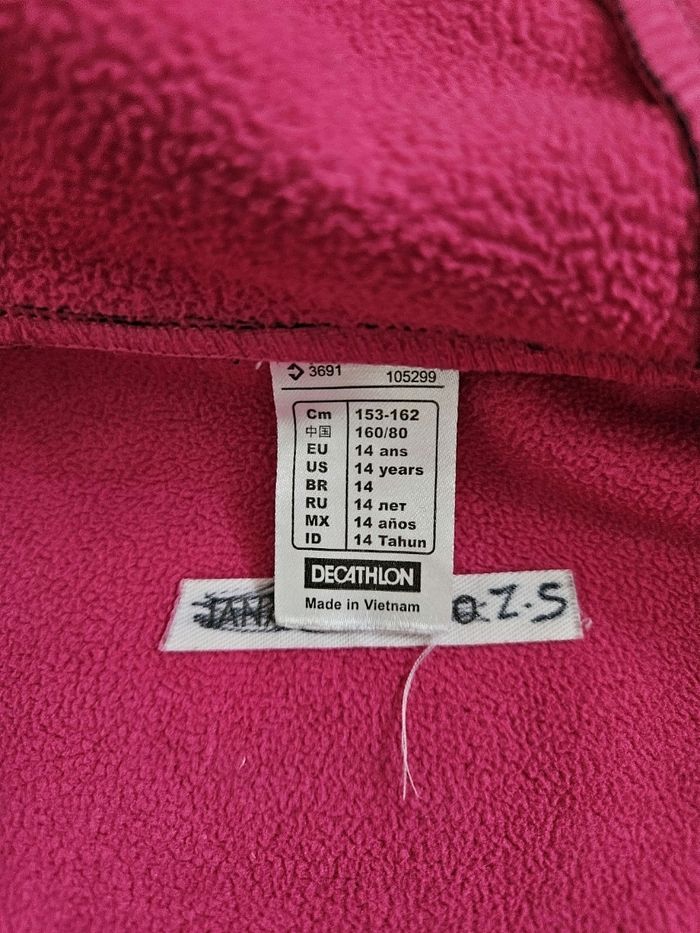 3691 105299
Cm 153-162
中国 160/80
EU 14 ans
US 14 years
BR 14
RU 14 лет
MX 14 años
ID 14 Tahun
DECATHLON
Made in Vietnam
Z.S